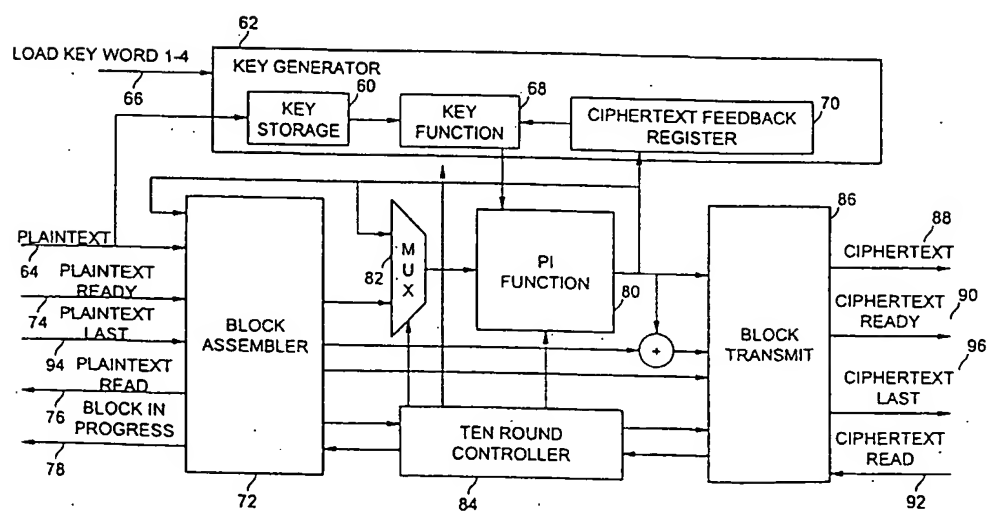 62
LOAD KEY WORD 1-4
KEY GENERATOR
66
60
68
70
KEY
STORAGE
KEY
FUNCTION
CIPHERTEXT FEEDBACK
REGISTER
86
88
PLAINTEXT
64
PLAINTEXT
READY
74
PLAINTEXT
LAST
94
PLAINTEXT
READ
76
BLOCK IN
PROGRESS
78
BLOCK
ASSEMBLER
72
82
M
U
X
PI
FUNCTION
80
+
TEN ROUND
CONTROLLER
84
BLOCK
TRANSMIT
CIPHERTEXT
CIPHERTEXT
READY
90
CIPHERTEXT
LAST
96
CIPHERTEXT
READ
92